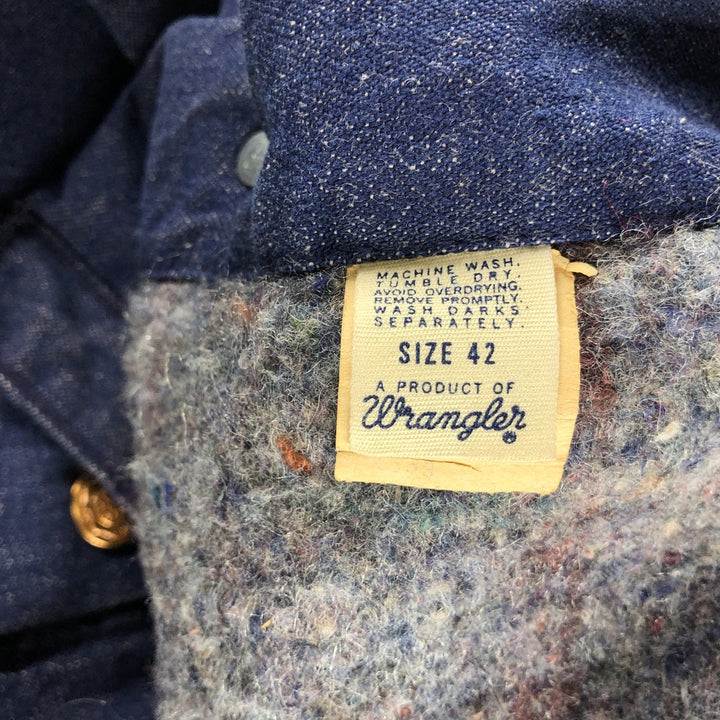 MACHINE WASH.
TUMBLE DRY.
AVOID OVERDRYING.
REMOVE PROMPTLY.
WASH DARKS
SEPARATELY.
SIZE 42
A PRODUCT OF
Wrangler®